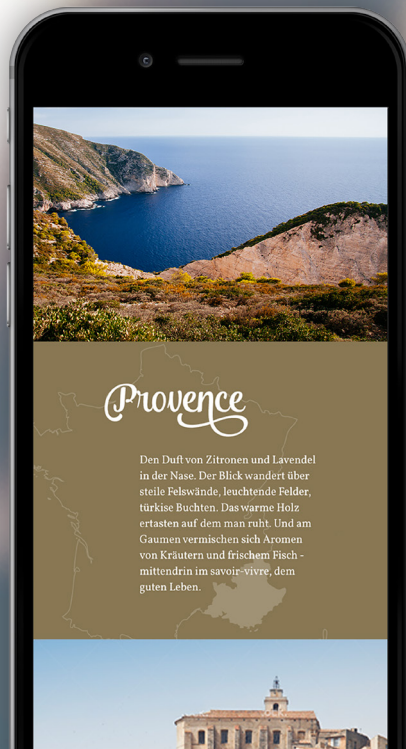 Provence
Den Duft von Zitronen und Lavendel
in der Nase. Der Blick wandert über
steile Felswände, leuchtende Felder,
türkise Buchten. Das warme Holz
ertasten auf dem man ruht. Und am
Gaumen vermischen sich Aromen
von Kräutern und frischem Fisch -
mittendrin im savoir-vivre, dem
guten Leben.